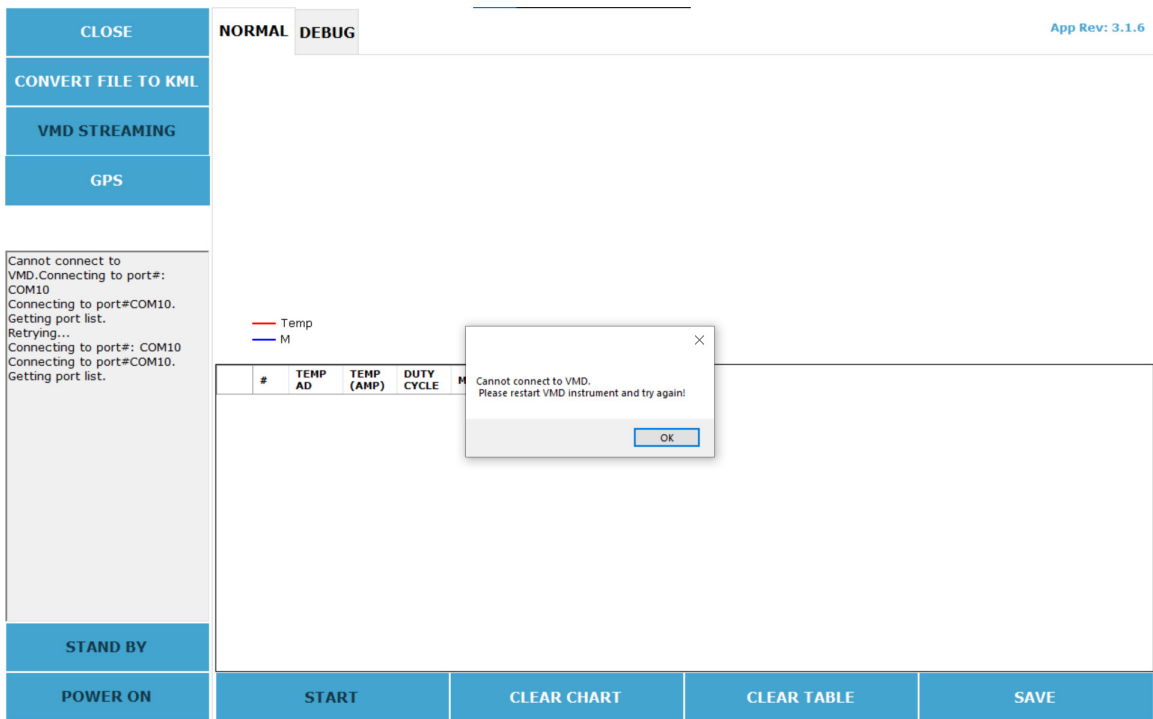 CLOSE
CONVERT FILE TO KML
VMD STREAMING
GPS
Cannot connect to
VMD.Connecting to port#:
COM10
Connecting to port#COM10.
Getting port list.
Retrying...
Connecting to port#: COM10
Connecting to port#COM10.
Getting port list.
STAND BY
POWER ON
NORMAL DEBUG
App Rev: 3.1.6
Temp
M
# TEMP AD TEMP (AMP) DUTY CYCLE M
Cannot connect to VMD.
Please restart VMD instrument and try again!
OK
START CLEAR CHART CLEAR TABLE SAVE